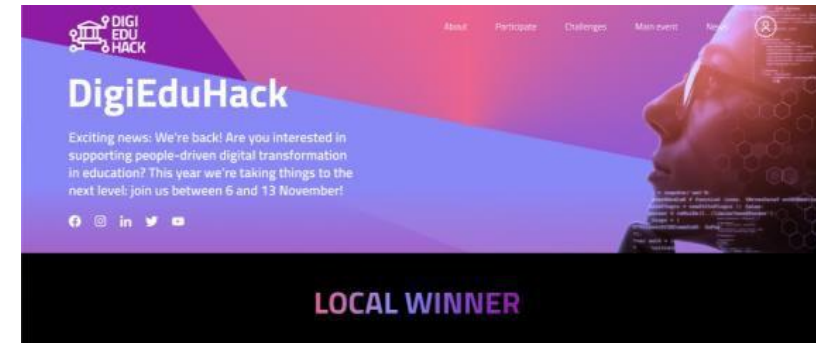 DIGI
EDU
HACK
About Participate Challenges Main event News
DigiEduHack
Exciting news: We're back! Are you interested in
supporting people-driven digital transformation
in education? This year we're taking things to the
next level: join us between 6 and 13 November!
LOCAL WINNER